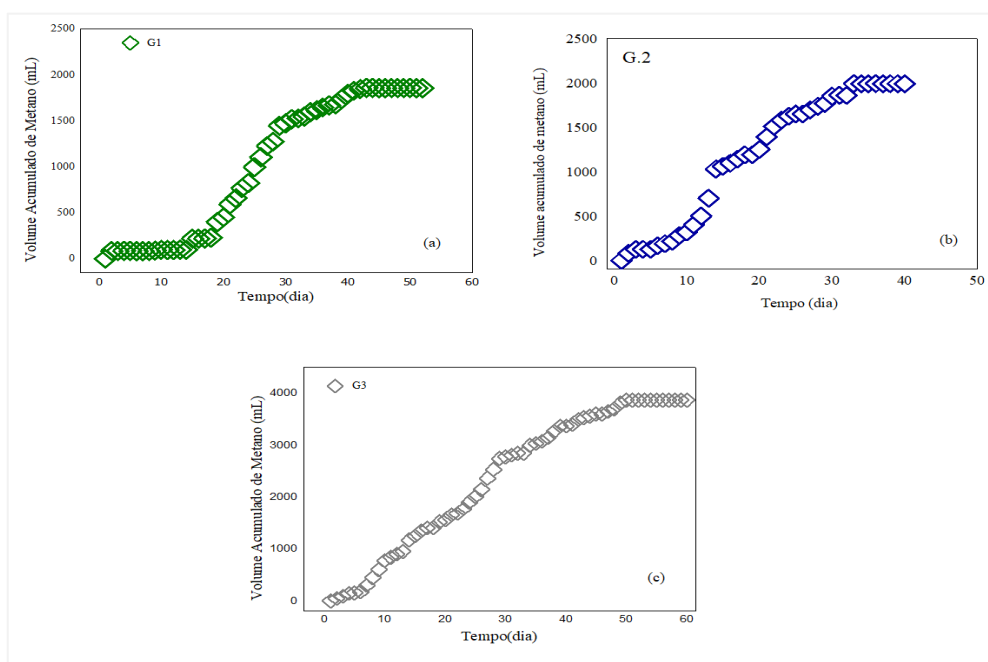 G1
Volume Acumulado de Metano (mL)
2500
2000
1500
1000
500
0
(a)
0 10 20 30 40 50 60
Tempo(dia)
G.2
Volume acumulado de metano (mL)
2500
2000
1500
1000
500
0
(b)
0 10 20 30 40 50
Tempo (dia)
G3
Volume Acumulado de Metano (mL)
4000
3000
2000
1000
0
(c)
0 10 20 30 40 50 60
Tempo(dia)